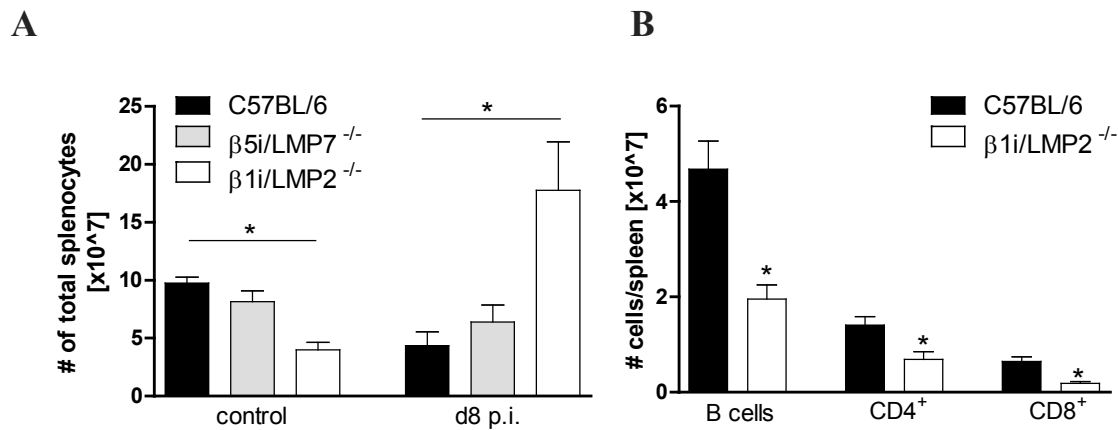 A
# of total splenocytes
[x10^7]
25
20
15
10
5
0
C57BL/6
β5i/LMP7 -/-
β1i/LMP2 -/-
*
*
control
d8 p.i.
B
# cells/spleen [x10^7]
6
4
2
0
C57BL/6
β1i/LMP2 -/-
*
*
*
B cells
CD4+
CD8+